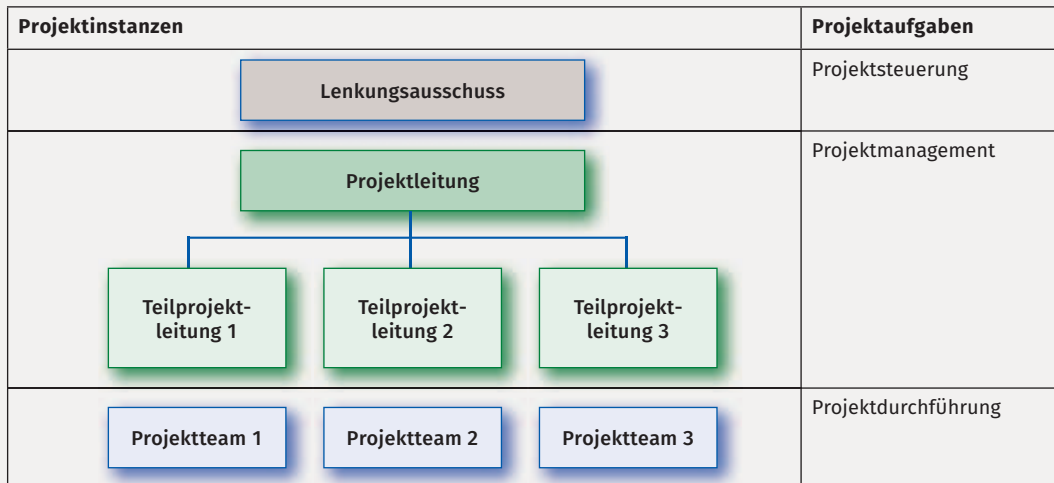 Projektinstanzen
Projektaufgaben
Lenkungsausschuss
Projektsteuerung
Projektleitung
Projektmanagement
Teilprojekt-
leitung 1
Teilprojekt-
leitung 2
Teilprojekt-
leitung 3
Projektteam 1
Projektteam 2
Projektteam 3
Projektdurchführung